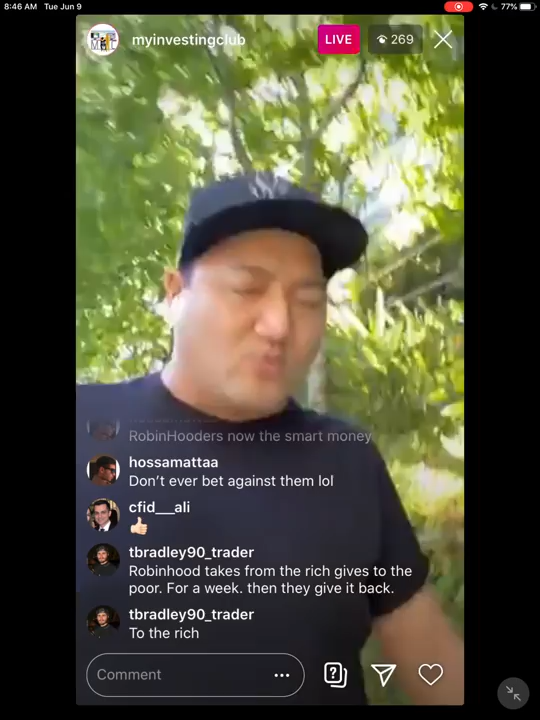 8:46 AM Tue Jun 9
77%
myinvestingclub
LIVE
269
RobinHooders now the smart money
hossamattaa
Don’t ever bet against them lol
cfid___ali
tbradley90_trader
Robinhood takes from the rich gives to the
poor. For a week. then they give it back.
tbradley90_trader
To the rich
Comment